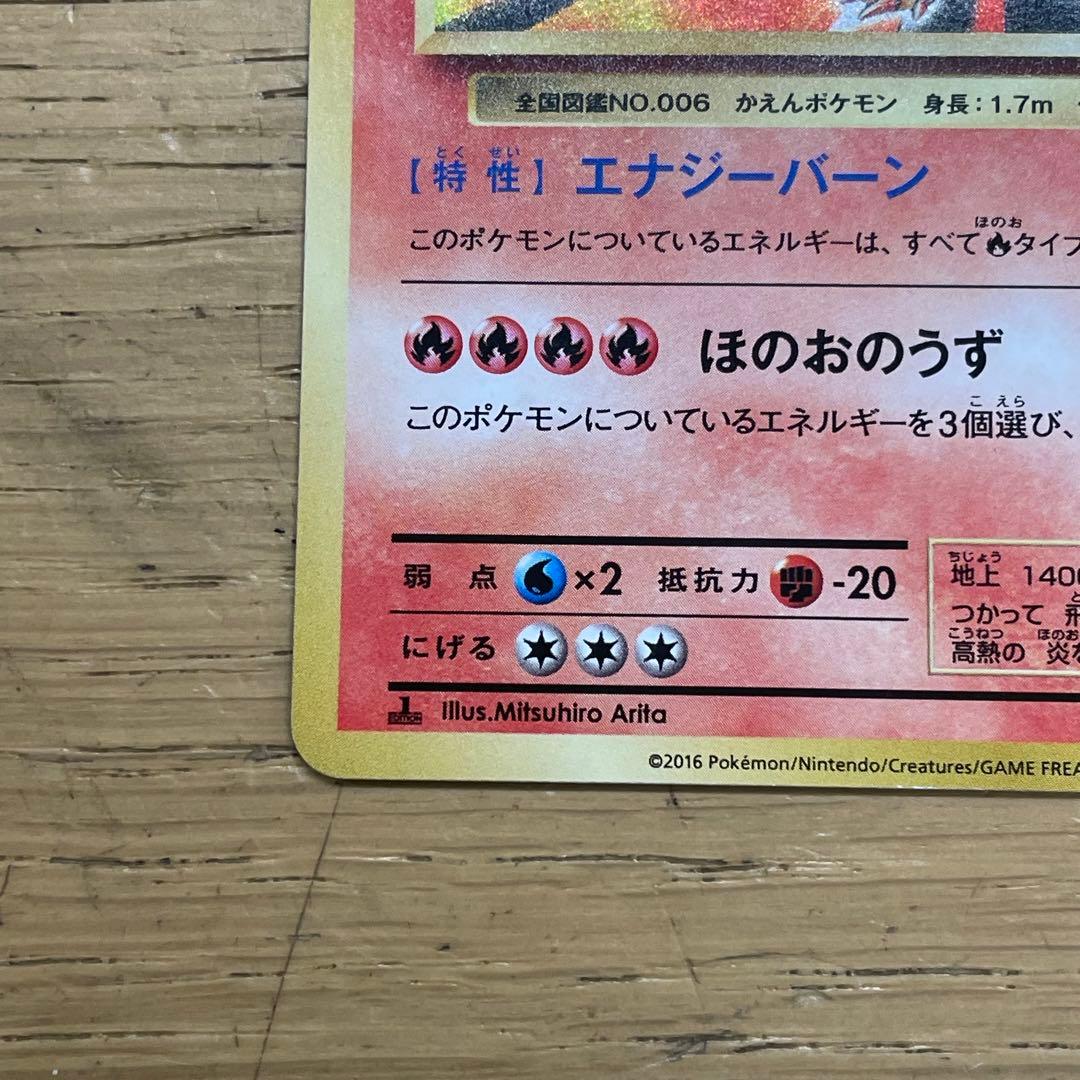 全国図鑑NO.006 かえんポケモン 身長:1.7m
とく せい
【特性】エナジーバーン
ほのお
このポケモンについているエネルギーは、すべてタイプ
ほのおのうず
こ えら
このポケモンについているエネルギーを3個選び、
弱点 ×2 抵抗力 -20
にげる
ちじょう
地上 1400
つかって 飛
こうねつ ほのお
高熱の 炎を
1 EDITION Illus.Mitsuhiro Arita
©2016 Pokémon/Nintendo/Creatures/GAME FREA